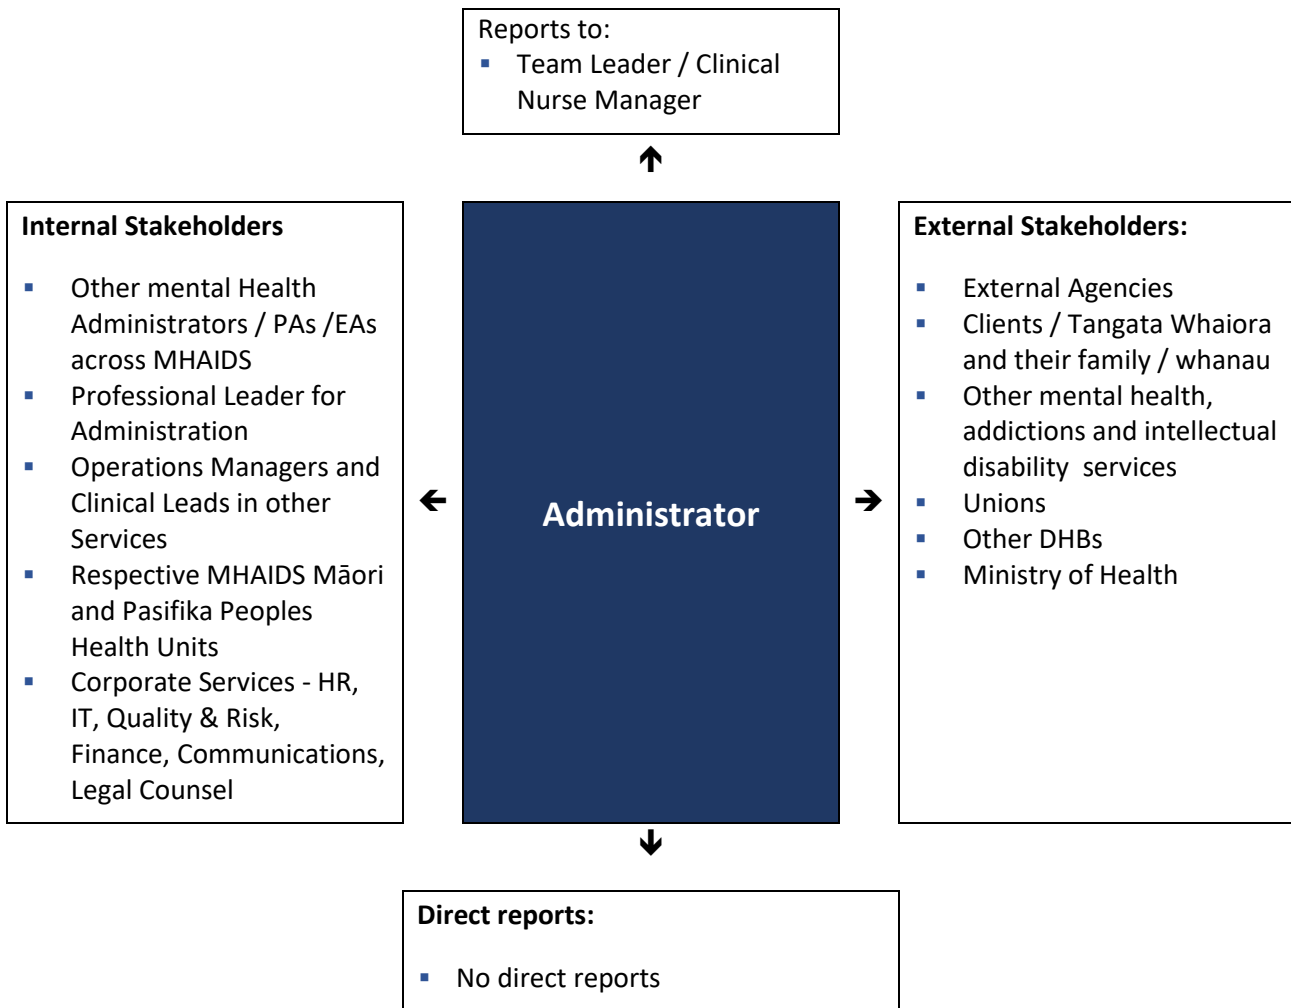 Reports to:
▪ Team Leader / Clinical
Nurse Manager
Internal Stakeholders
▪ Other mental Health
Administrators / PAs /EAs
across MHAIDS
▪ Professional Leader for
Administration
▪ Operations Managers and
Clinical Leads in other
Services
▪ Respective MHAIDS Māori
and Pasifika Peoples
Health Units
▪ Corporate Services - HR,
IT, Quality & Risk,
Finance, Communications,
Legal Counsel
Administrator
External Stakeholders:
▪ External Agencies
▪ Clients / Tangata Whaiora
and their family / whanau
▪ Other mental health,
addictions and intellectual
disability  services
▪ Unions
▪ Other DHBs
▪ Ministry of Health
Direct reports:
▪ No direct reports